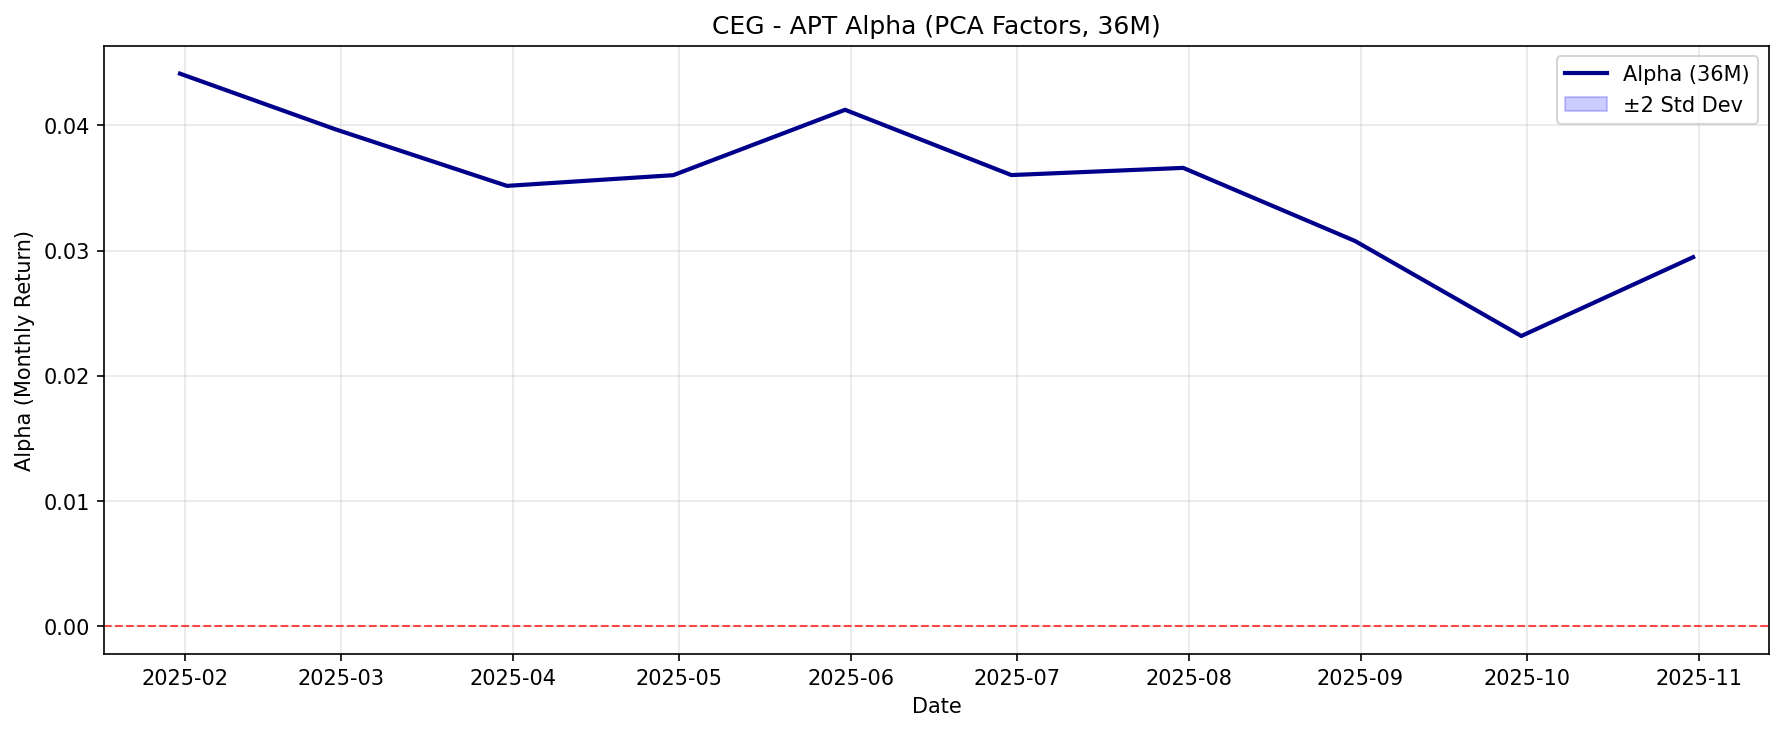 CEG - APT Alpha (PCA Factors, 36M)
Alpha (36M)
±2 Std Dev
Alpha (Monthly Return)
0.04
0.03
0.02
0.01
0.00
2025-02 2025-03 2025-04 2025-05 2025-06 2025-07 2025-08 2025-09 2025-10 2025-11
Date